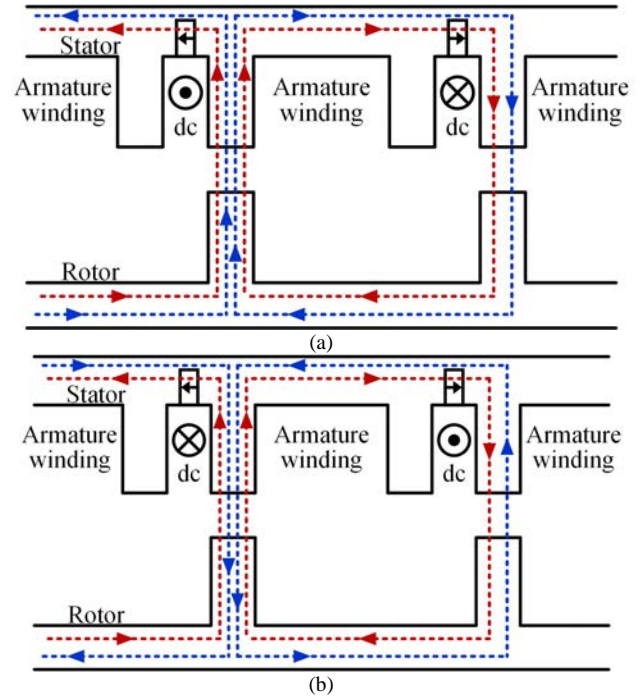 Stator
Armature
winding
dc
Armature
winding
dc
Armature
winding
Rotor
(a)
Stator
Armature
winding
dc
Armature
winding
dc
Armature
winding
Rotor
(b)